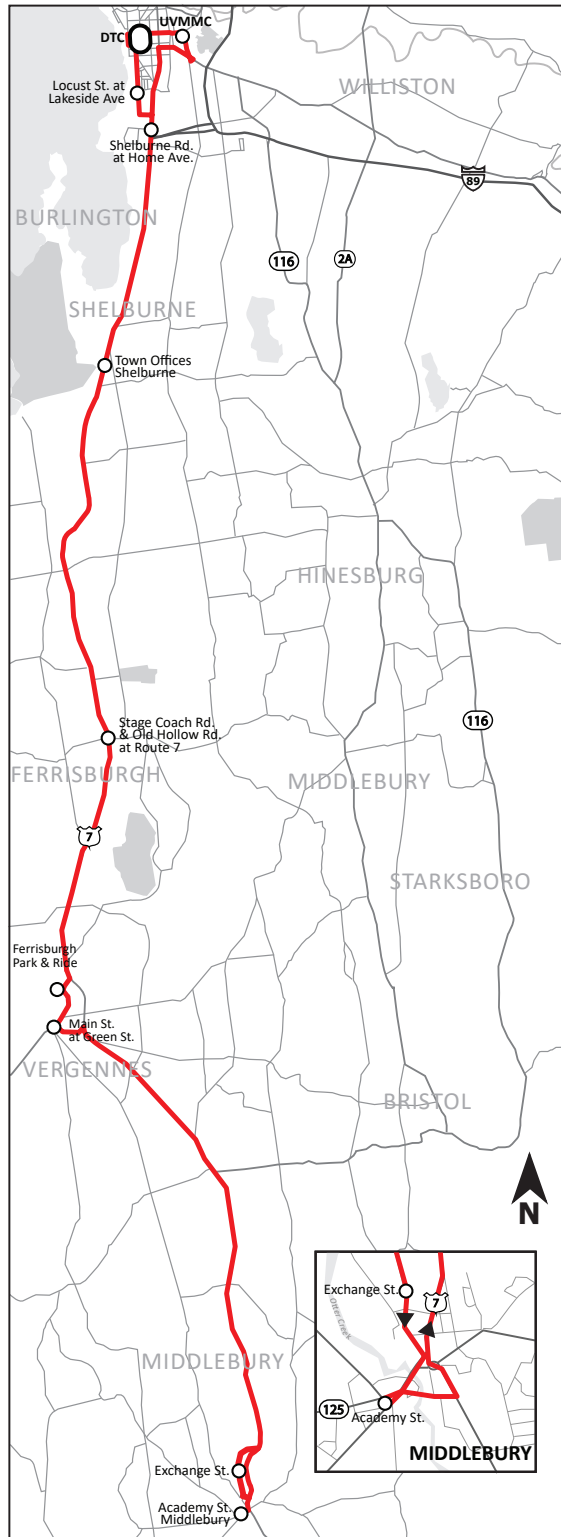 UVMMC
DTC
WILLISTON
Locust St. at
Lakeside Ave
Shelburne Rd.
at Home Ave.
89
BURLINGTON
116
2A
SHELBURNE
Town Offices
Shelburne
HINESBURG
Stage Coach Rd.
& Old Hollow Rd.
at Route 7
116
FERRISBURGH
MIDDLEBURY
7
STARKSBORO
Ferrisburgh
Park & Ride
Main St.
at Green St.
VERGENNES
BRISTOL
N
Exchange St.
7
Otter Creek
MIDDLEBURY
125
Academy St.
MIDDLEBURY
Exchange St.
Academy St.
Middlebury